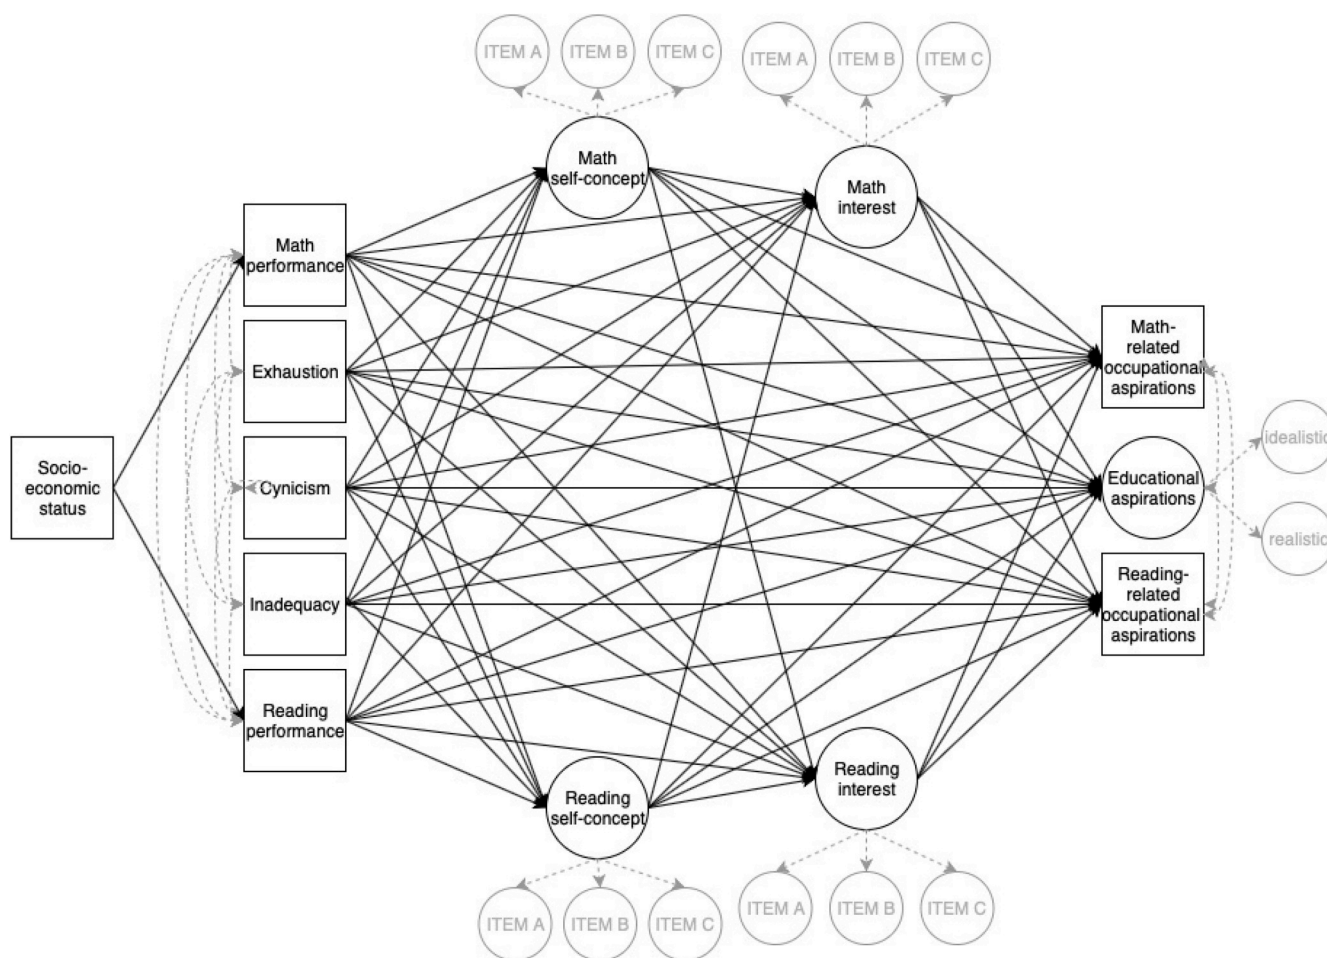 ITEM A
ITEM B
ITEM C
ITEM A
ITEM B
ITEM C
Math
self-concept
Math
interest
Math
performance
Exhaustion
Cynicism
Inadequacy
Reading
performance
Socio-
economic
status
Math-
related
occupational
aspirations
Educational
aspirations
Reading-
related
occupational
aspirations
idealistic
realistic
Reading
self-concept
Reading
interest
ITEM A
ITEM B
ITEM C
ITEM A
ITEM B
ITEM C